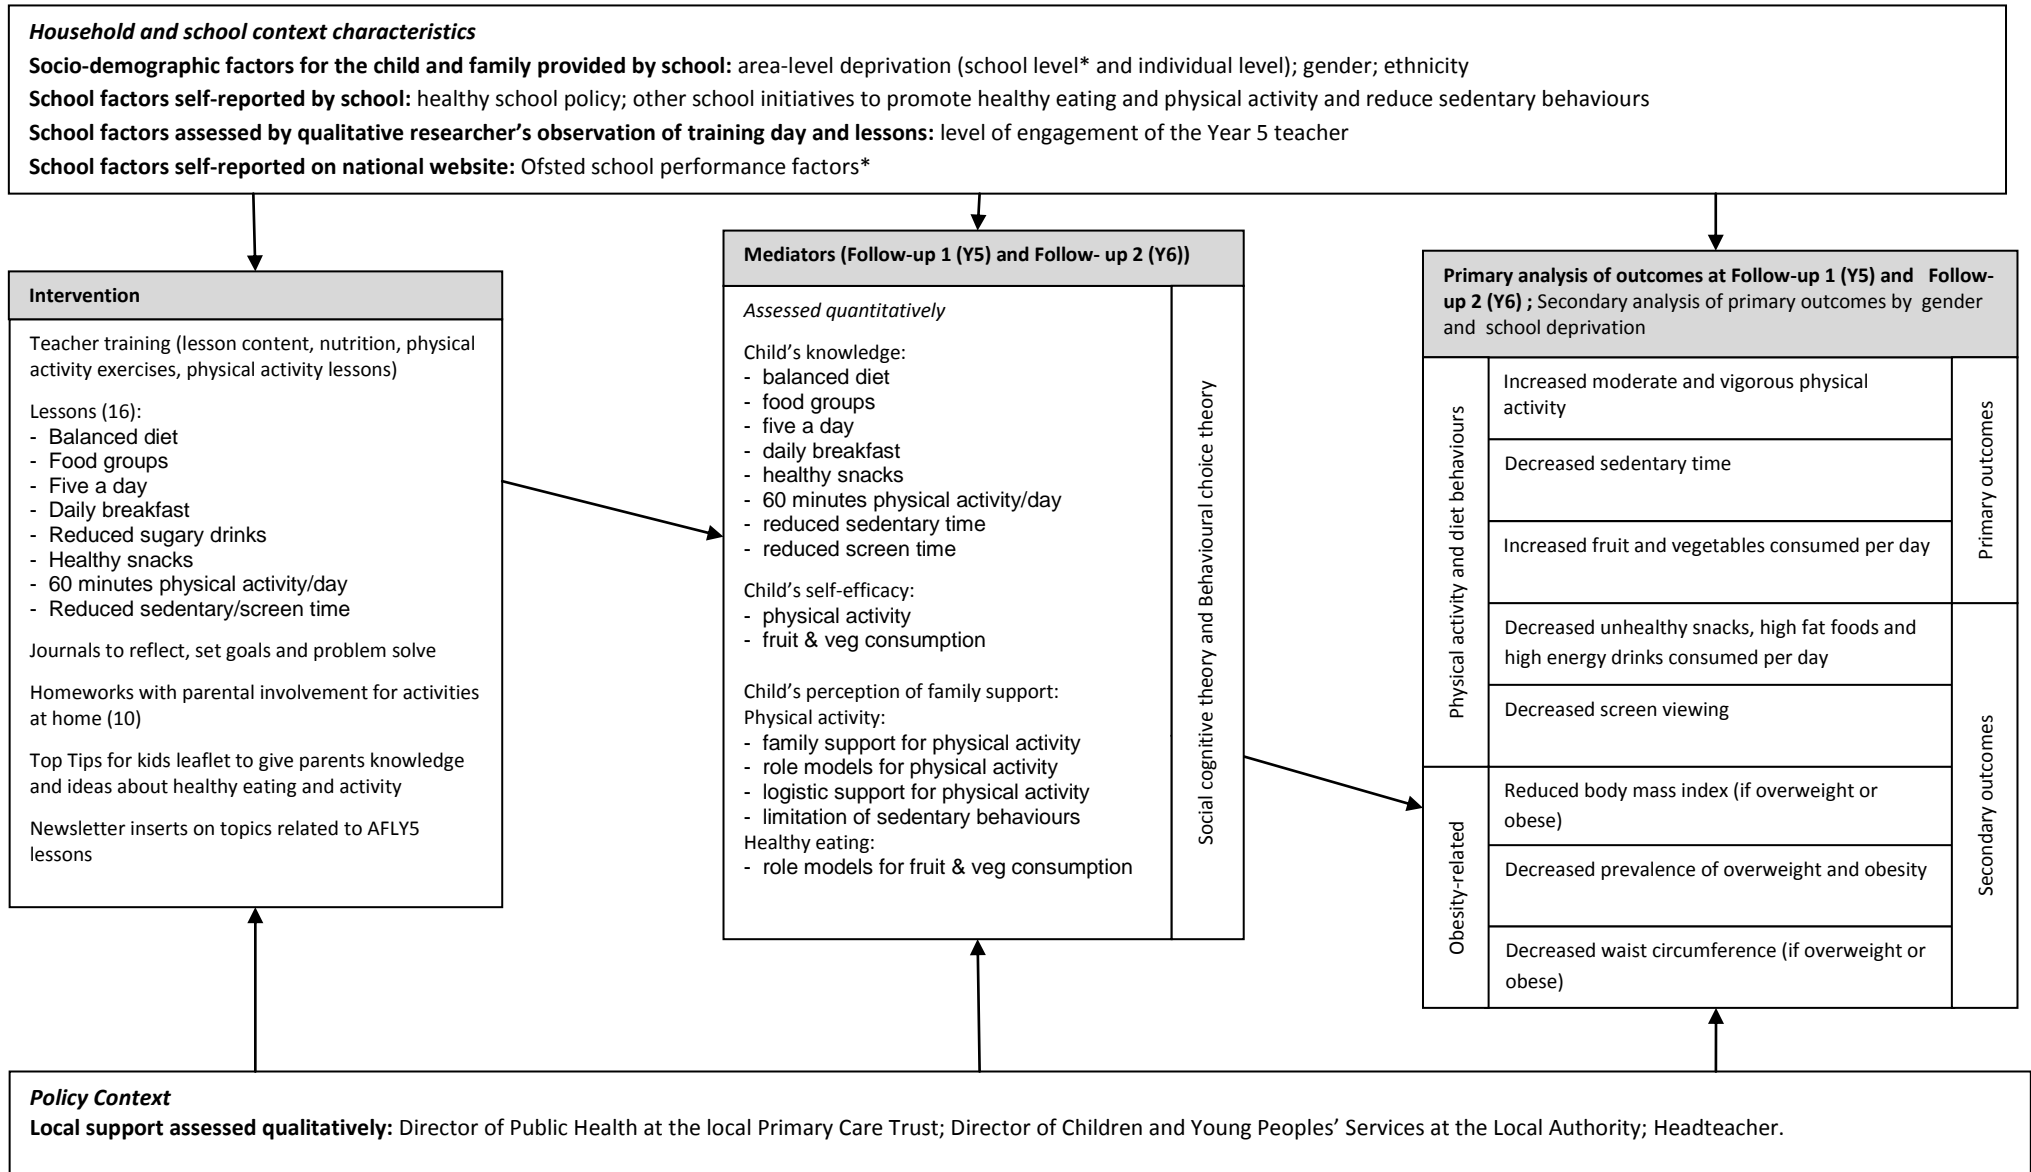 Household and school context characteristics
Socio-demographic factors for the child and family provided by school: area-level deprivation (school level* and individual level); gender; ethnicity
School factors self-reported by school: healthy school policy; other school initiatives to promote healthy eating and physical activity and reduce sedentary behaviours
School factors assessed by qualitative researcher's observation of training day and lessons: level of engagement of the Year 5 teacher
School factors self-reported on national website: Ofsted school performance factors*
Intervention
Teacher training (lesson content, nutrition, physical
activity exercises, physical activity lessons)
Lessons (16):
- Balanced diet
- Food groups
- Five a day
- Daily breakfast
- Reduced sugary drinks
- Healthy snacks
- 60 minutes physical activity/day
- Reduced sedentary/screen time
Journals to reflect, set goals and problem solve
Homeworks with parental involvement for activities
at home (10)
Top Tips for kids leaflet to give parents knowledge
and ideas about healthy eating and activity
Newsletter inserts on topics related to AFLY5
lessons
Mediators (Follow-up 1 (Y5) and Follow- up 2 (Y6))
Assessed quantitatively
Child's knowledge:
- balanced diet
- food groups
- five a day
- daily breakfast
- healthy snacks
- 60 minutes physical activity/day
- reduced sedentary time
- reduced screen time
Child's self-efficacy:
- physical activity
- fruit & veg consumption
Child's perception of family support:
Physical activity:
- family support for physical activity
- role models for physical activity
- logistic support for physical activity
- limitation of sedentary behaviours
Healthy eating:
- role models for fruit & veg consumption
Social cognitive theory and Behavioural choice theory
Primary analysis of outcomes at Follow-up 1 (Y5) and Follow-
up 2 (Y6) ; Secondary analysis of primary outcomes by gender
and school deprivation
Physical activity and diet behaviours
Increased moderate and vigorous physical
activity
Decreased sedentary time
Increased fruit and vegetables consumed per day
Primary outcomes
Decreased unhealthy snacks, high fat foods and
high energy drinks consumed per day
Decreased screen viewing
Obesity-related
Reduced body mass index (if overweight or
obese)
Decreased prevalence of overweight and obesity
Decreased waist circumference (if overweight or
obese)
Secondary outcomes
Policy Context
Local support assessed qualitatively: Director of Public Health at the local Primary Care Trust; Director of Children and Young Peoples' Services at the Local Authority; Headteacher.